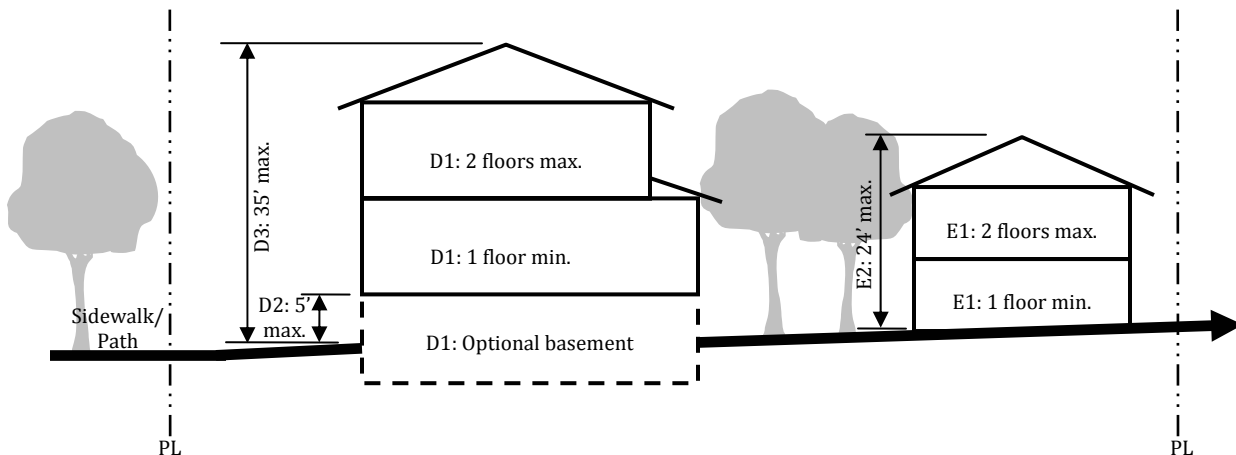 D3: 35’ max.
D1: 2 floors max.
D1: 1 floor min.
D2: 5’
max.
D1: Optional basement
Sidewalk/
Path
E2: 24’ max.
E1: 2 floors max.
E1: 1 floor min.
PL
PL